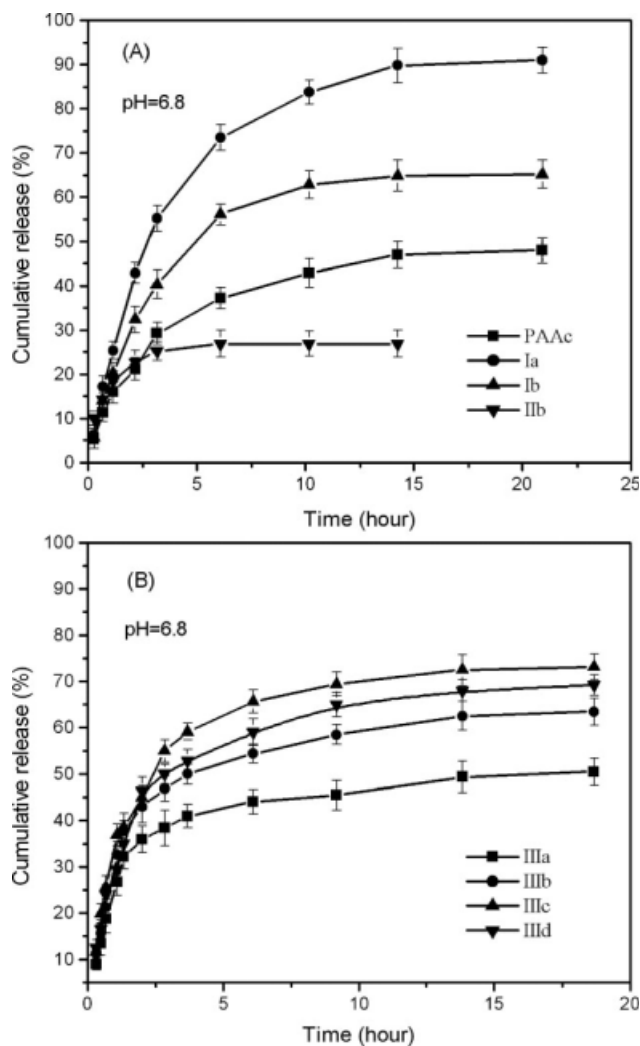 100
90
80
70
60
50
40
30
20
10
0
Cumulative release (%)
(A)
pH=6.8
PAAc
Ia
Ib
IIb
0 5 10 15 20 25
Time (hour)
100
90
80
70
60
50
40
30
20
10
Cumulative release (%)
(B)
pH=6.8
IIIa
IIIb
IIIc
IIId
0 5 10 15 20
Time (hour)